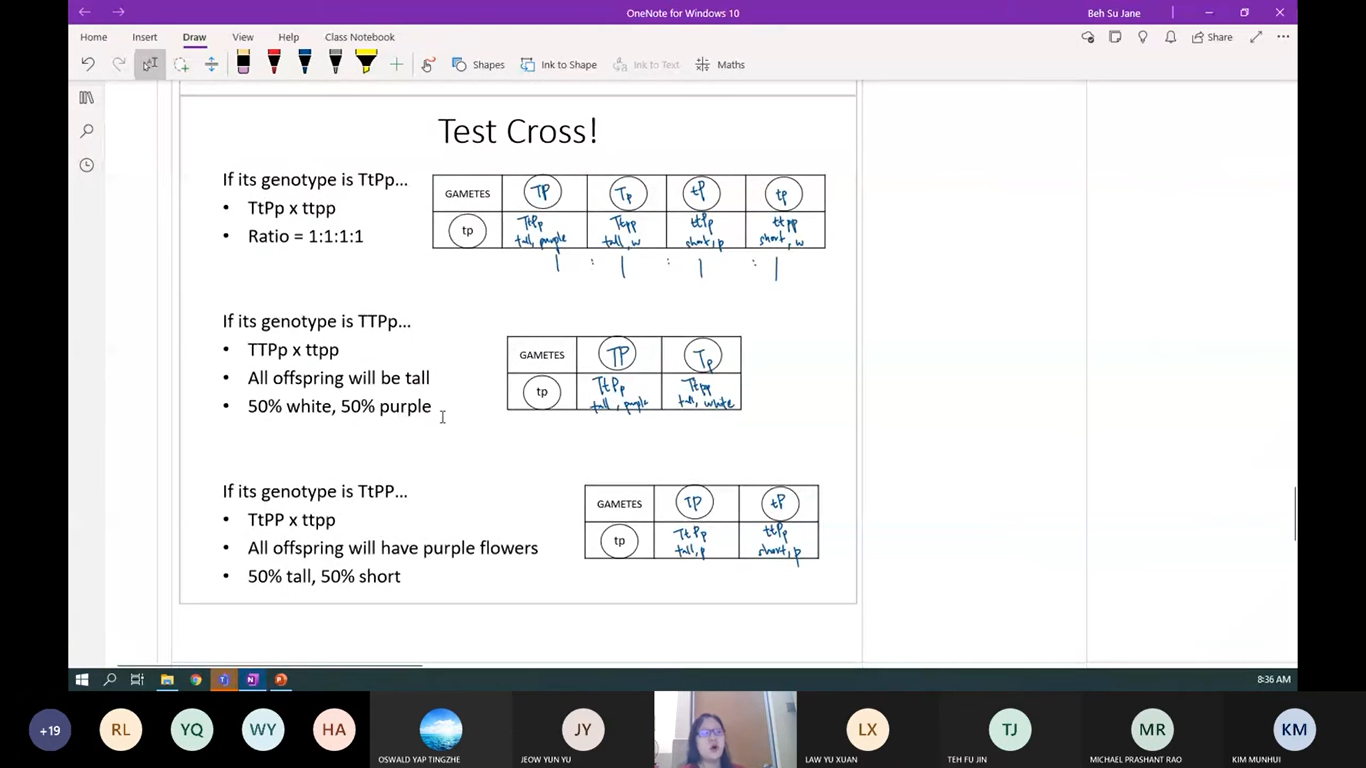 OneNote for Windows 10
Beh Su Jane
Home Insert Draw View Help Class Notebook
Share
Shapes Ink to Shape Ink to Text Maths
Test Cross!
If its genotype is TtPp...
• TtPp x ttpp
• Ratio = 1:1:1:1
GAMETES TP Tp tP tp
tp TtPp Ttpp ttPp ttpp
tall, purple tall, w short, p short, w
1 : 1 : 1 : 1
If its genotype is TTPp...
• TTPp x ttpp
• All offspring will be tall
• 50% white, 50% purple
GAMETES TP Tp
tp TtPp Ttpp
tall, purple tall, white
If its genotype is TtPP...
• TtPP x ttpp
• All offspring will have purple flowers
• 50% tall, 50% short
GAMETES TP tP
tp TtPp ttPp
tall, p short, p
8:36 AM
+19 RL YQ WY HA JY LX TJ MR KM
OSWALD YAP TINGZHE JEOW YUN YU LAW YU XUAN TEH FU JIN MICHAEL PRASHANT RAO KIM MUNHUI